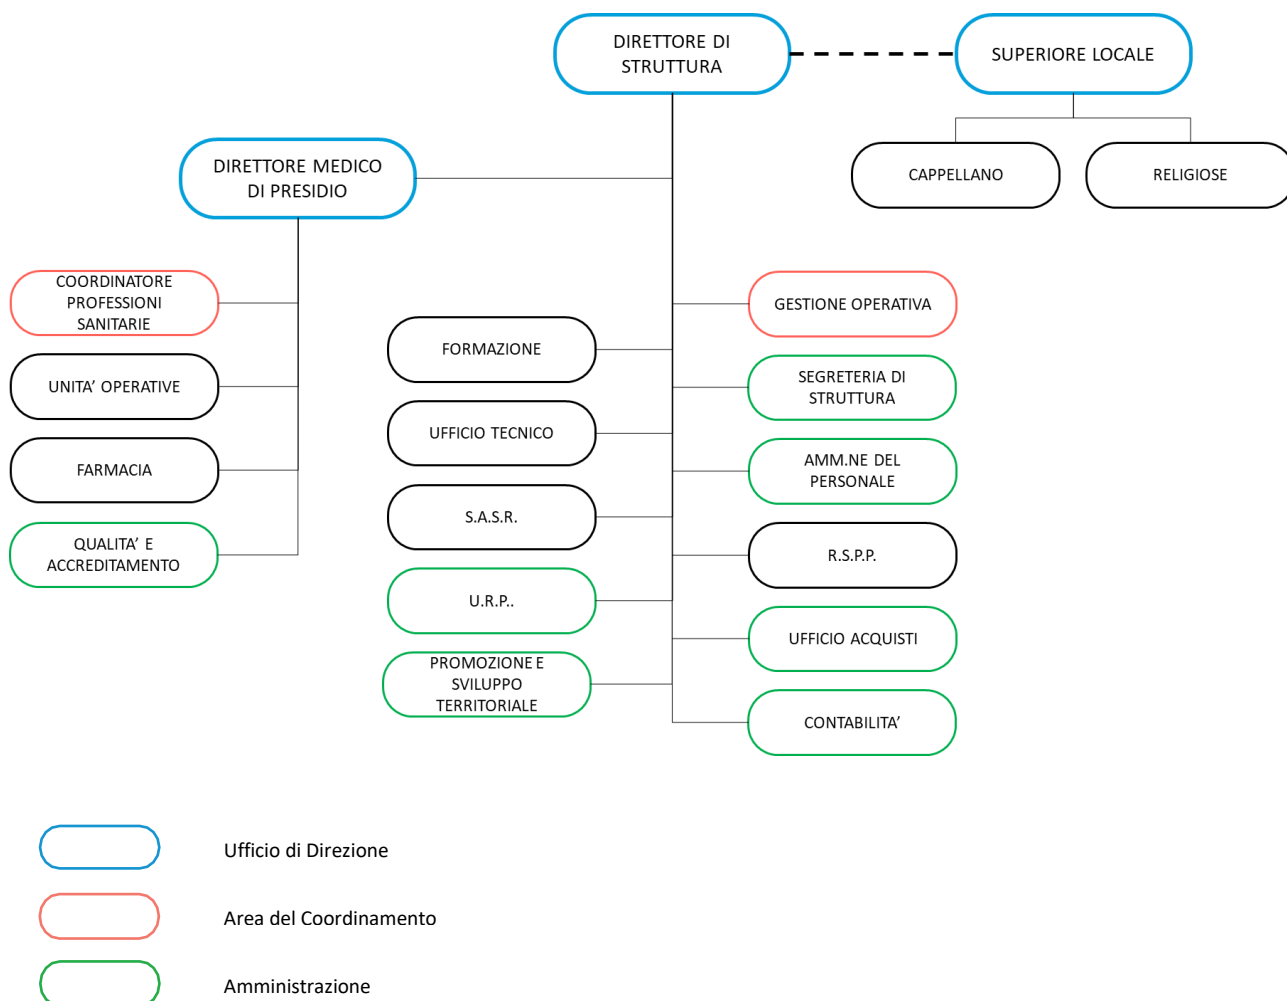 DIRETTORE DI
STRUTTURA
SUPERIORE LOCALE
DIRETTORE MEDICO
DI PRESIDIO
CAPPELLANO
RELIGIOSE
COORDINATORE
PROFESSIONI
SANITARIE
UNITA’ OPERATIVE
FARMACIA
QUALITA’ E
ACCREDITAMENTO
FORMAZIONE
UFFICIO TECNICO
S.A.S.R.
U.R.P..
PROMOZIONE E
SVILUPPO
TERRITORIALE
GESTIONE OPERATIVA
SEGRETERIA DI
STRUTTURA
AMM.NE DEL
PERSONALE
R.S.P.P.
UFFICIO ACQUISTI
CONTABILITA’
Ufficio di Direzione
Area del Coordinamento
Amministrazione